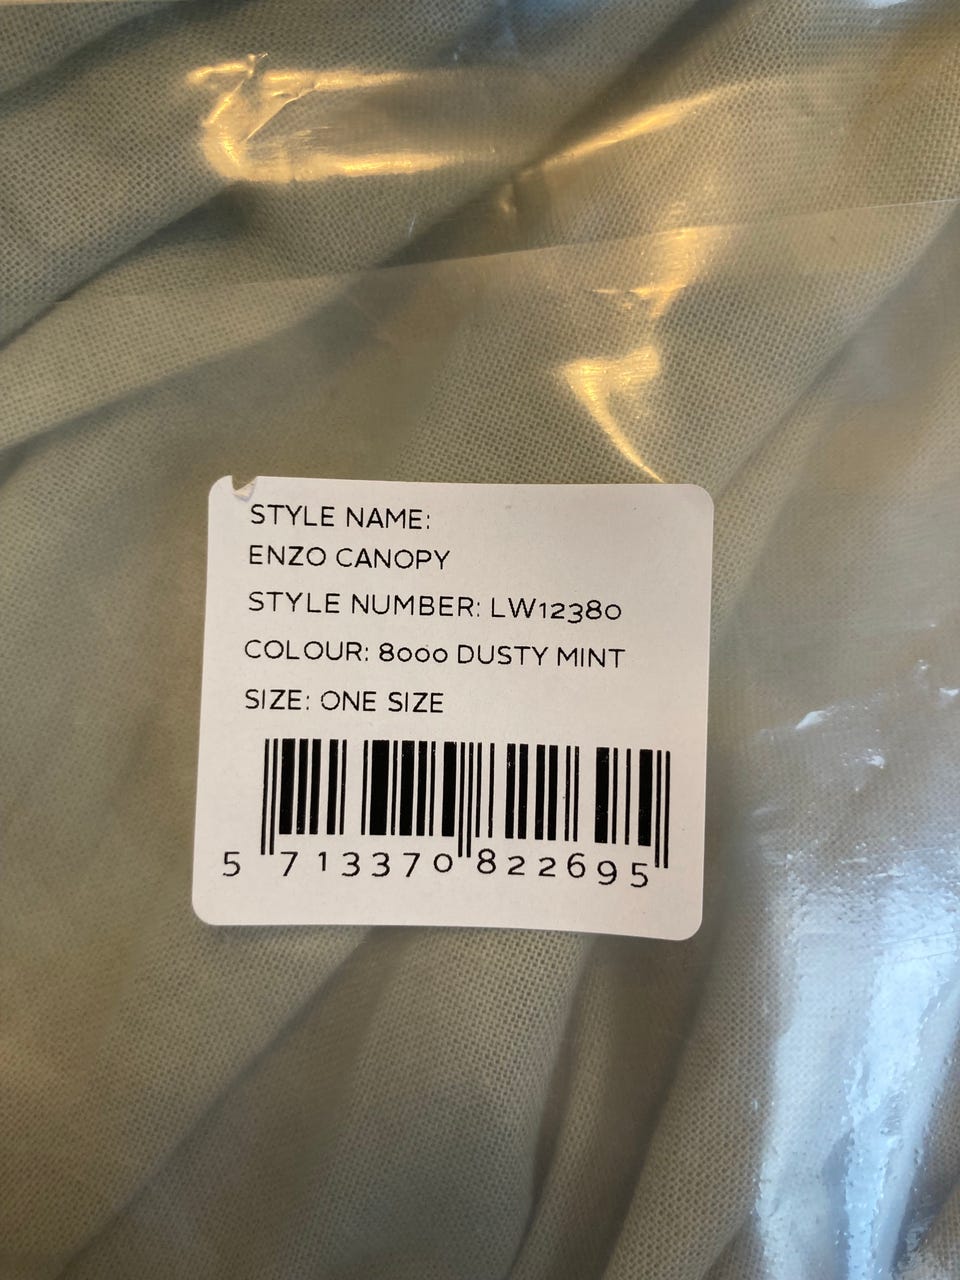 STYLE NAME:
ENZO CANOPY
STYLE NUMBER: LW12380
COLOUR: 8000 DUSTY MINT
SIZE: ONE SIZE
5 713370 822695